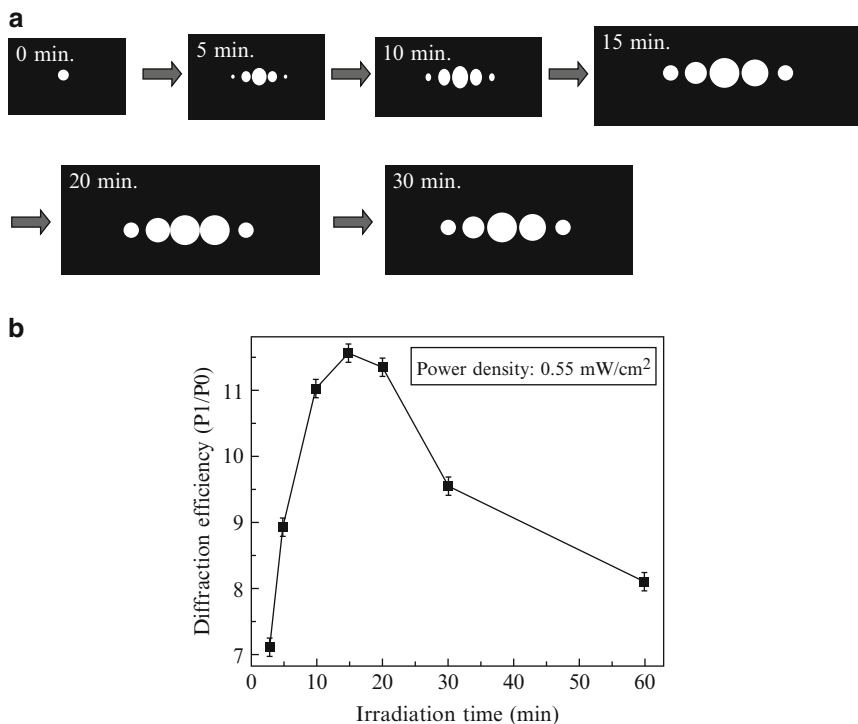 a
0 min.
5 min.
10 min.
15 min.
20 min.
30 min.
b
Diffraction efficiency (P1/P0)
11
10
9
8
7
Power density: 0.55 mW/cm²
0 10 20 30 40 50 60
Irradiation time (min)